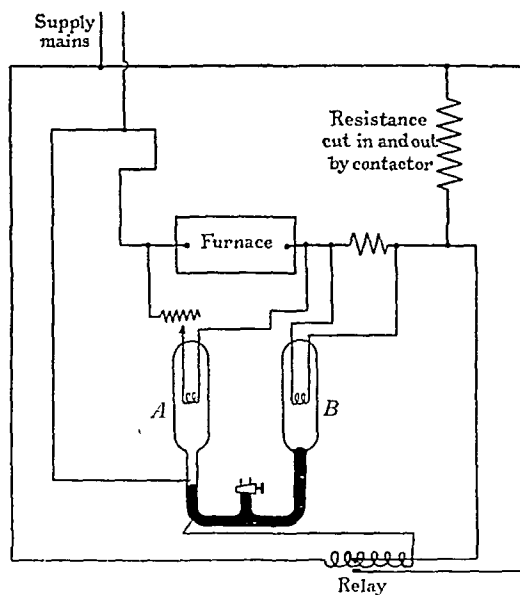 Supply
mains
Resistance
cut in and out
by contactor
Furnace
A
B
Relay